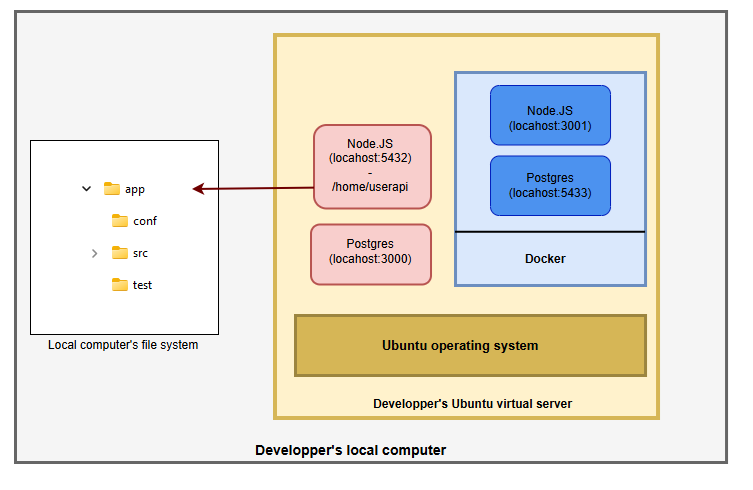 app
conf
src
test
Local computer's file system
Node.JS
(locahost:5432)
-
/home/userapi
Postgres
(locahost:3000)
Node.JS
(locahost:3001)
Postgres
(locahost:5433)
Docker
Ubuntu operating system
Developper's Ubuntu virtual server
Developper's local computer